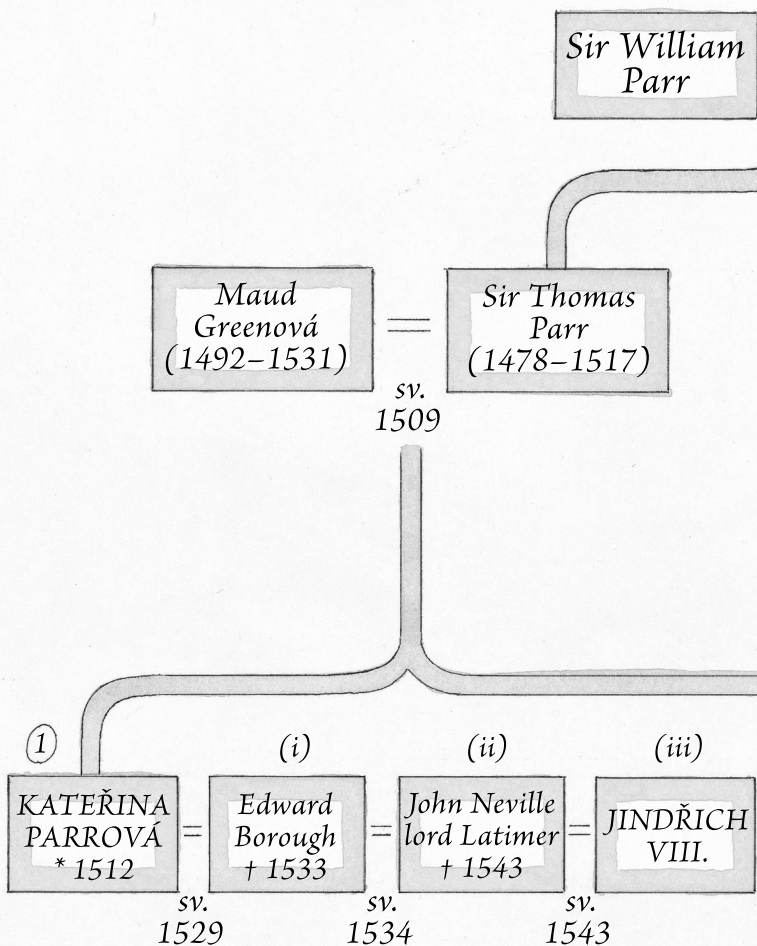 Sir William
Parr
Maud
Greenová
(1492–1531)
Sir Thomas
Parr
(1478–1517)
sv.
1509
1
(i)
(ii)
(iii)
KATEŘINA
PARROVÁ
* 1512
Edward
Borough
† 1533
John Neville
lord Latimer
† 1543
JINDŘICH
VIII.
sv.
1529
sv.
1534
sv.
1543